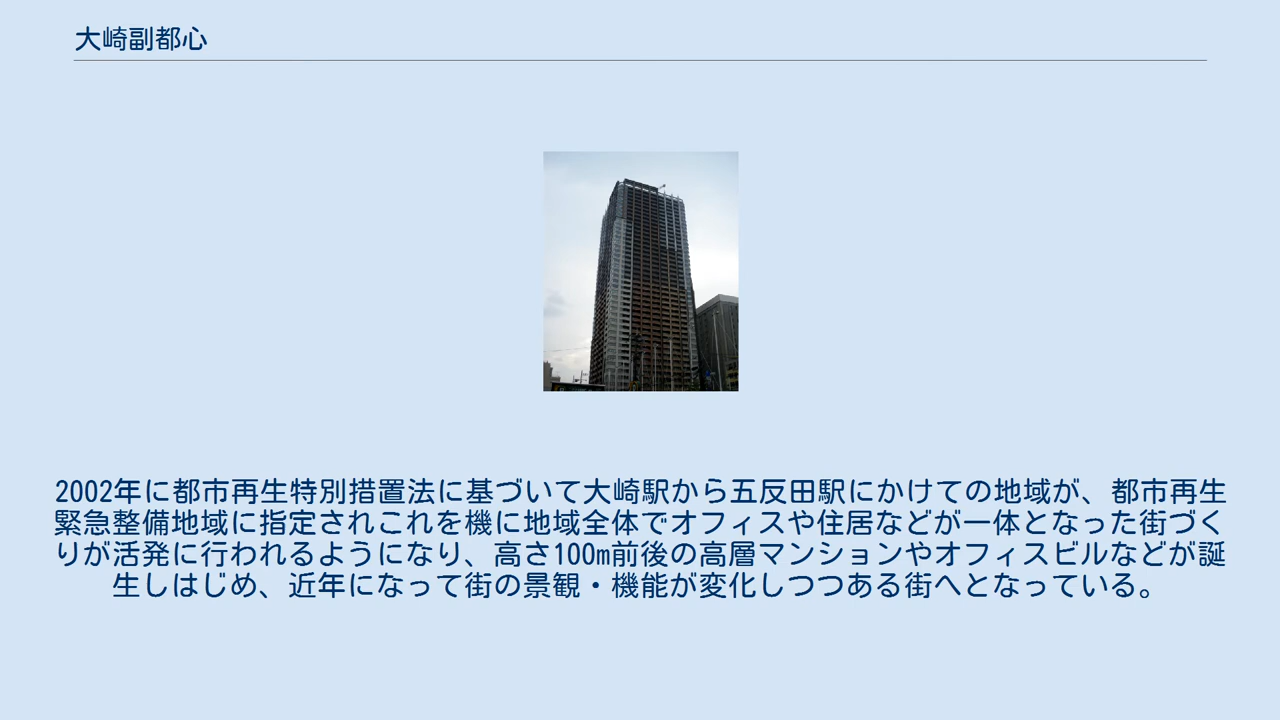 大崎副都心
2002年に都市再生特別措置法に基づいて大崎駅から五反田駅にかけての地域が、都市再生
緊急整備地域に指定されこれを機に地域全体でオフィスや住居などが一体となった街づく
りが活発に行われるようになり、高さ100m前後の高層マンションやオフィスビルなどが誕
生しはじめ、近年になって街の景観・機能が変化しつつある街へとなっている。